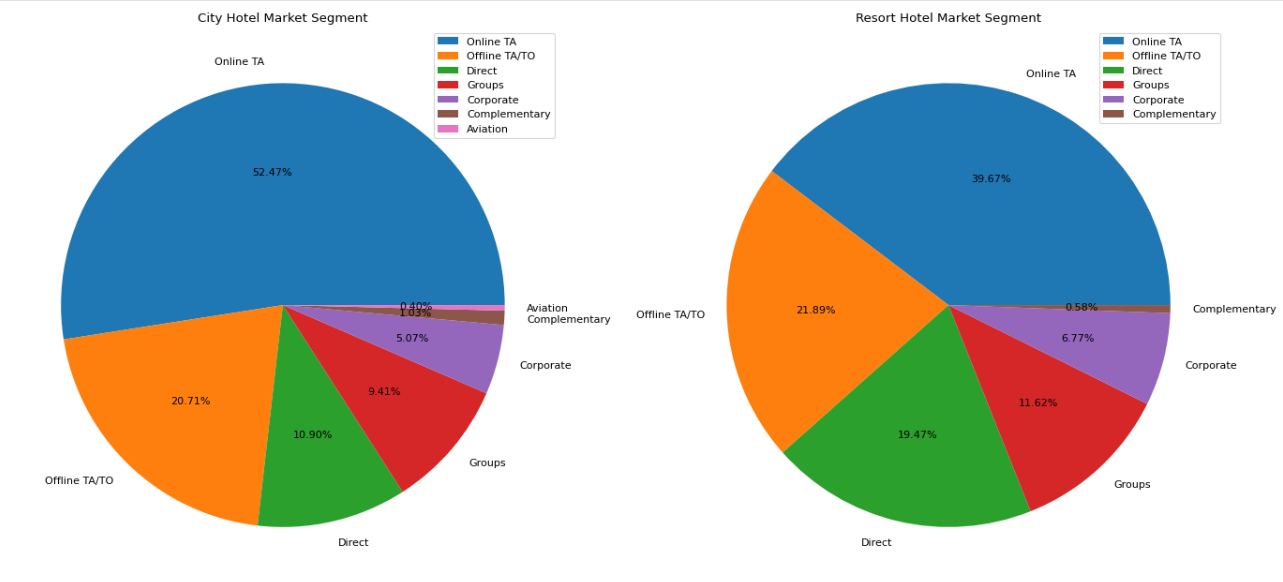 City Hotel Market Segment
Online TA
Offline TA/TO
Direct
Groups
Corporate
Complementary
Aviation
Online TA
52.47%
0.40%
Aviation
1.03%
Complementary
5.07%
Corporate
9.41%
20.71%
10.90%
Groups
Offline TA/TO
Direct
Resort Hotel Market Segment
Online TA
Offline TA/TO
Direct
Groups
Corporate
Complementary
Online TA
39.67%
0.58%
Complementary
Offline TA/TO
21.89%
6.77%
Corporate
11.62%
19.47%
Groups
Direct